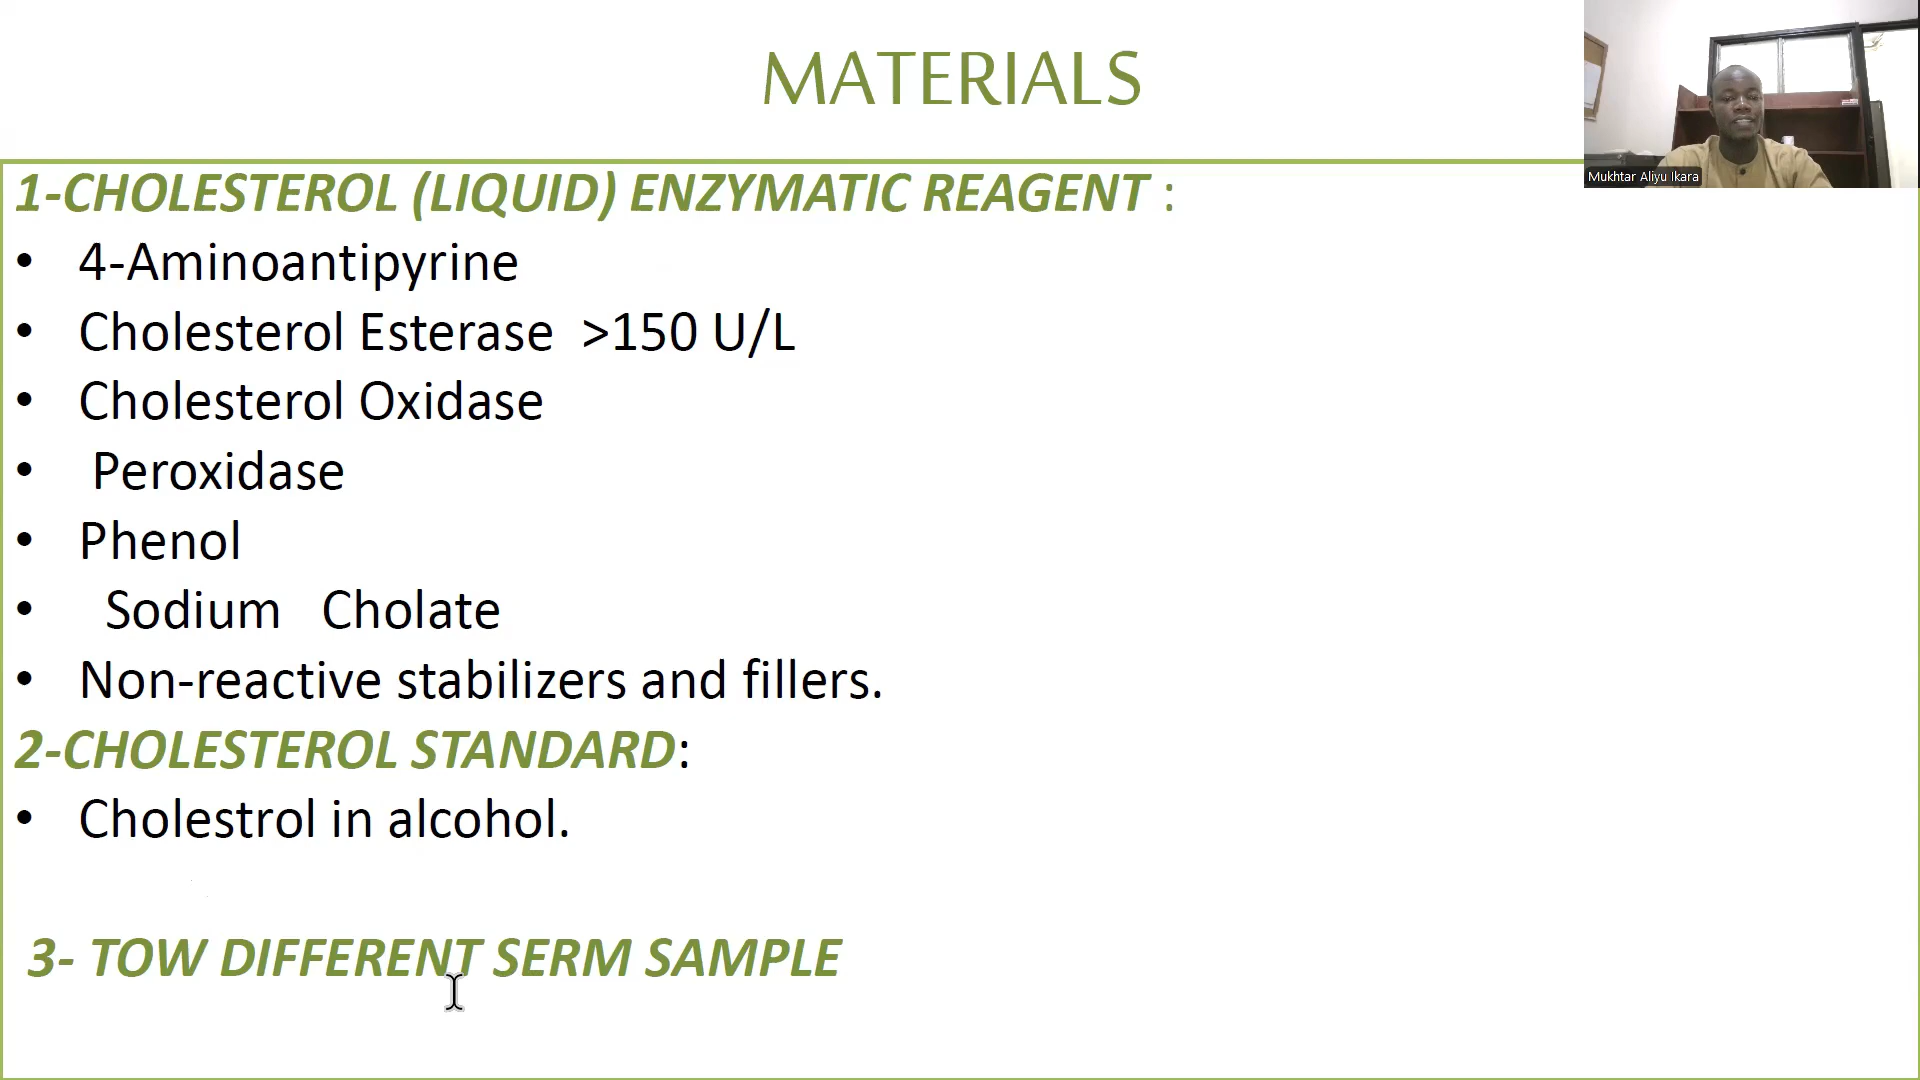 MATERIALS
Mukhtar Aliyu Ikara
1-CHOLESTEROL (LIQUID) ENZYMATIC REAGENT :
• 4-Aminoantipyrine
• Cholesterol Esterase >150 U/L
• Cholesterol Oxidase
• Peroxidase
• Phenol
• Sodium Cholate
• Non-reactive stabilizers and fillers.
2-CHOLESTEROL STANDARD:
• Cholestrol in alcohol.
3- TOW DIFFERENT SERM SAMPLE